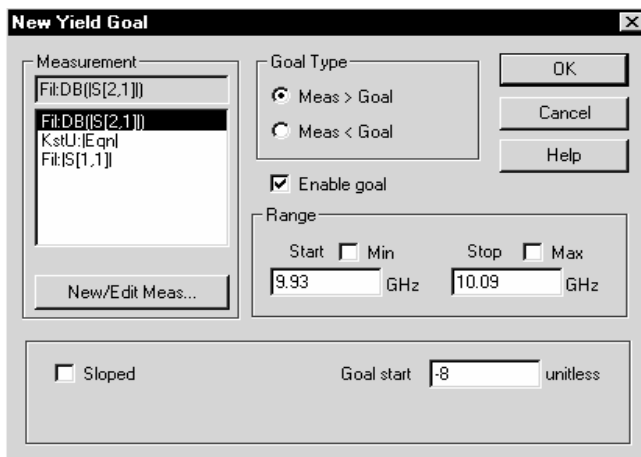 New Yield Goal
Measurement
Fil:DB(|S[2,1]|)
Fil:DB(|S[2,1]|)
KstU:|Eqn|
Fil:|S[1,1]|
New/Edit Meas...
Goal Type
Meas > Goal
Meas < Goal
Enable goal
OK
Cancel
Help
Range
Start Min Stop Max
9.93 GHz 10.09 GHz
Sloped Goal start -8 unitless